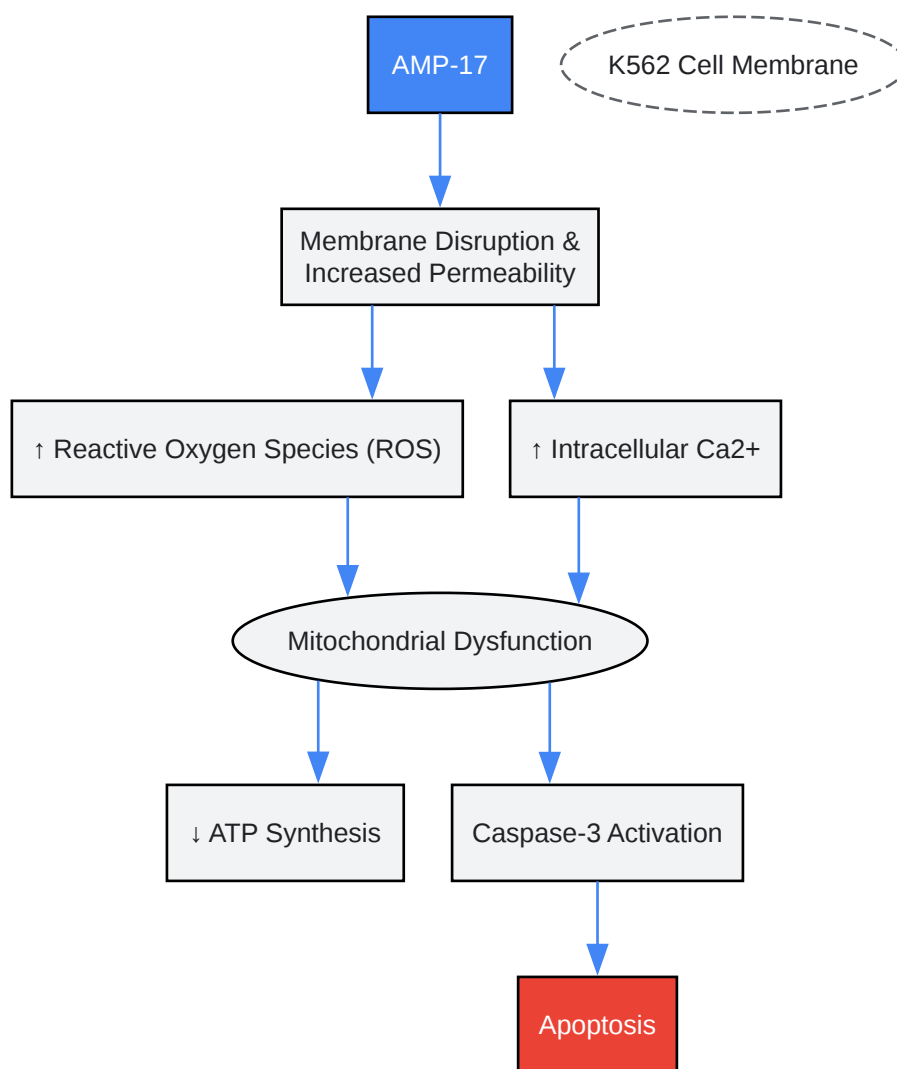 AMP-17
K562 Cell Membrane
Membrane Disruption &
Increased Permeability
↑ Reactive Oxygen Species (ROS)
↑ Intracellular Ca2+
Mitochondrial Dysfunction
↓ ATP Synthesis
Caspase-3 Activation
Apoptosis